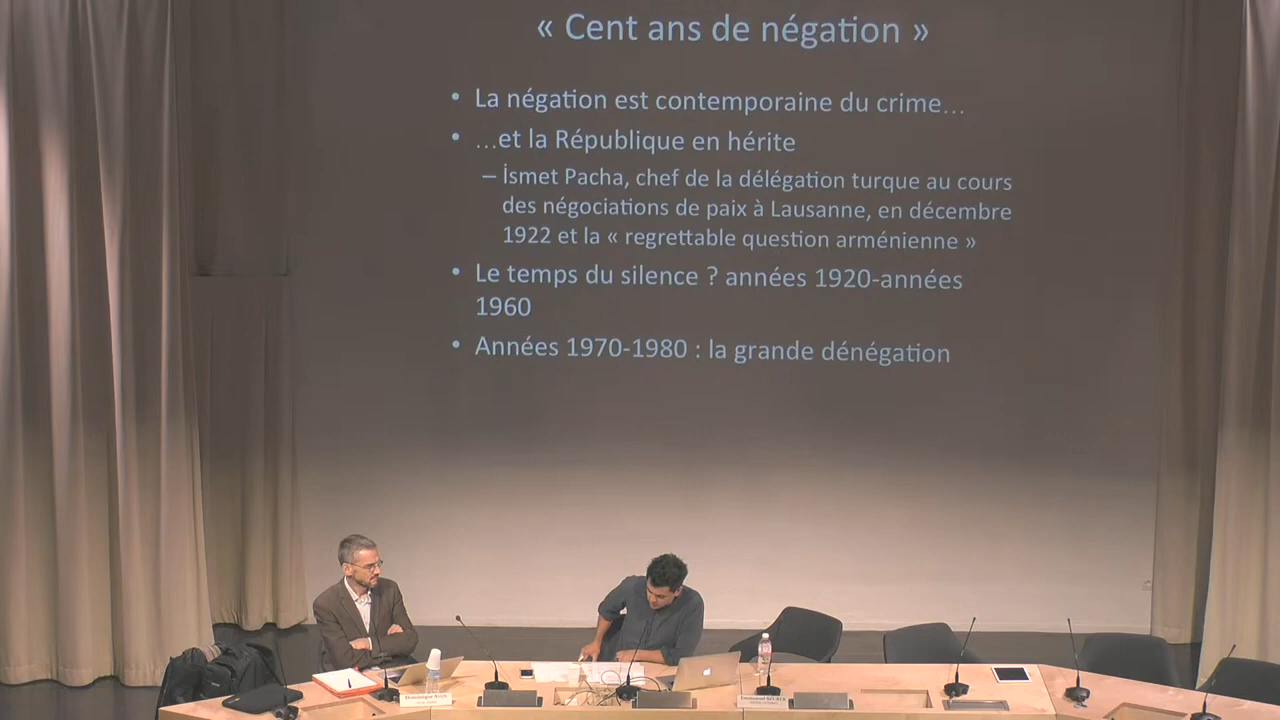 « Cent ans de négation »
• La négation est contemporaine du crime…
• …et la République en hérite
– İsmet Pacha, chef de la délégation turque au cours
des négociations de paix à Lausanne, en décembre
1922 et la « regrettable question arménienne »
• Le temps du silence ? années 1920-années
1960
• Années 1970-1980 : la grande dénégation
Dominique
Emmanuel